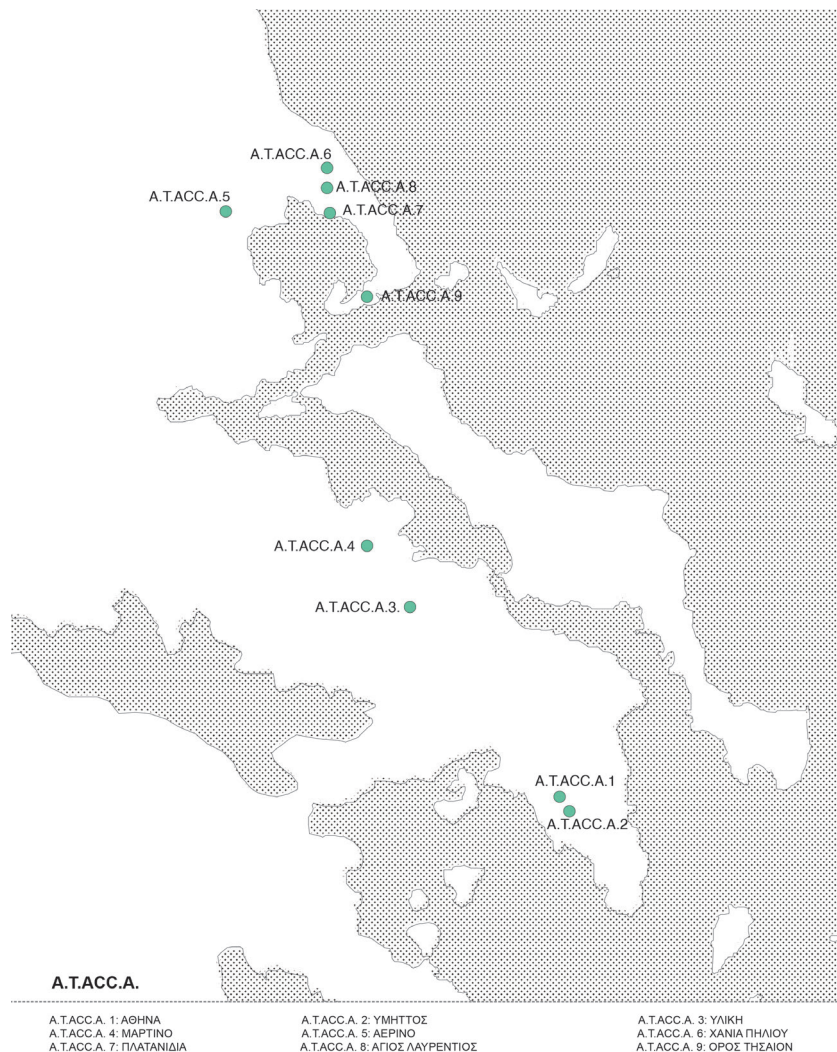 A.T.ACC.A.6
A.T.ACC.A.8
A.T.ACC.A.5
A.T.ACC.A.7
A.T.ACC.A.9
A.T.ACC.A.4
A.T.ACC.A.3.
A.T.ACC.A.1
A.T.ACC.A.2
A.T.ACC.A.
A.T.ACC.A. 1: ΑΘΗΝΑ A.T.ACC.A. 2: ΥΜΗΤΤΟΣ A.T.ACC.A. 3: ΥΛΙΚΗ
A.T.ACC.A. 4: ΜΑΡΤΙΝΟ A.T.ACC.A. 5: ΑΕΡΙΝΟ A.T.ACC.A. 6: ΧΑΝΙΑ ΠΗΛΙΟΥ
A.T.ACC.A. 7: ΠΛΑΤΑΝΙΔΙΑ A.T.ACC.A. 8: ΑΓΙΟΣ ΛΑΥΡΕΝΤΙΟΣ A.T.ACC.A. 9: ΟΡΟΣ ΤΗΣΑΙΟΝ